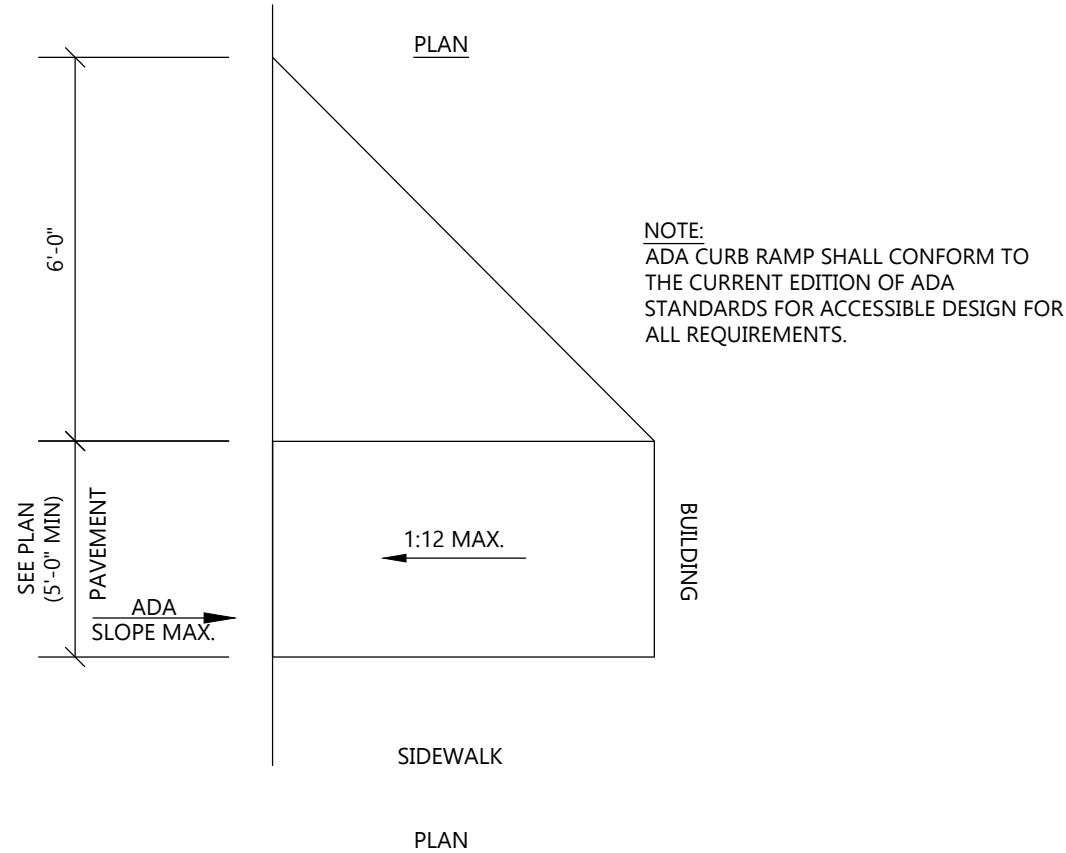 PLAN
6'-0"
NOTE:
ADA CURB RAMP SHALL CONFORM TO
THE CURRENT EDITION OF ADA
STANDARDS FOR ACCESSIBLE DESIGN FOR
ALL REQUIREMENTS.
SEE PLAN
(5'-0" MIN)
PAVEMENT
1:12 MAX.
BUILDING
ADA
SLOPE MAX.
SIDEWALK
PLAN